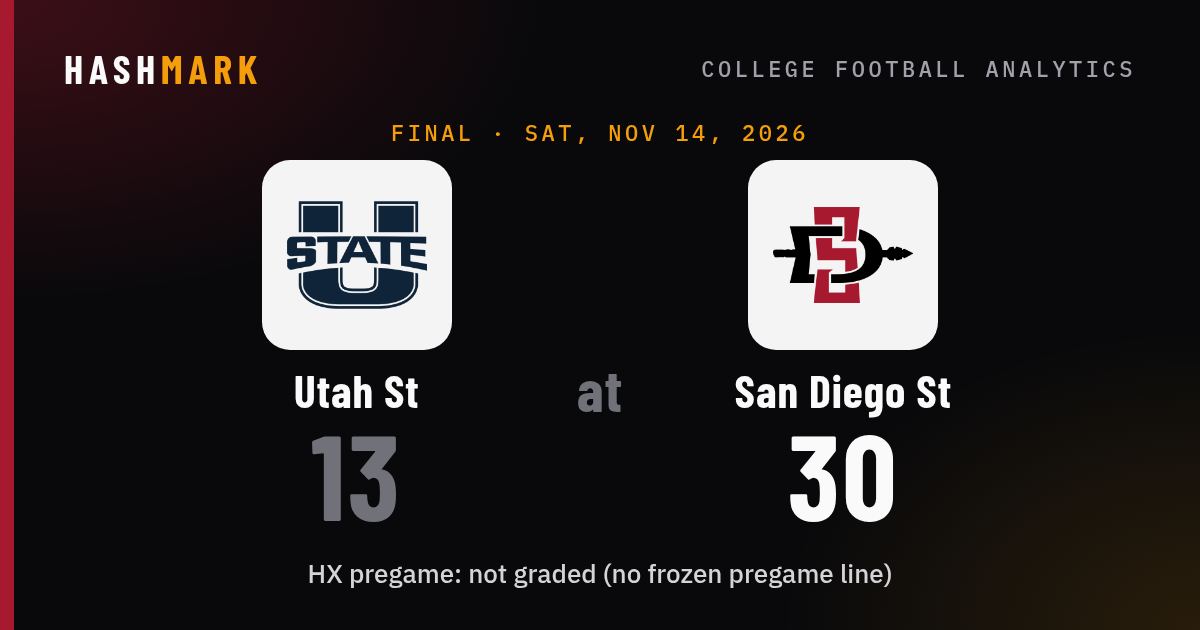 HASHMARK
COLLEGE FOOTBALL ANALYTICS
FINAL · SAT, NOV 14, 2026
STATE
U
SD
Utah St
at
San Diego St
13
30
HX pregame: not graded (no frozen pregame line)